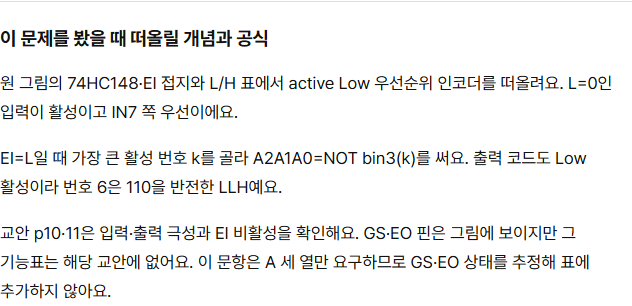 이 문제를 봤을 때 떠올릴 개념과 공식
원 그림의 74HC148·EI 접지와 L/H 표에서 active Low 우선순위 인코더를 떠올려요. L=0인
입력이 활성이고 IN7 쪽 우선이에요.
EI=L일 때 가장 큰 활성 번호 k를 골라 A2A1A0=NOT bin3(k)를 써요. 출력 코드도 Low
활성이라 번호 6은 110을 반전한 LLH예요.
교안 p10·11은 입력·출력 극성과 EI 비활성을 확인해요. GS·EO 핀은 그림에 보이지만 그
기능표는 해당 교안에 없어요. 이 문항은 A 세 열만 요구하므로 GS·EO 상태를 추정해 표에
추가하지 않아요.